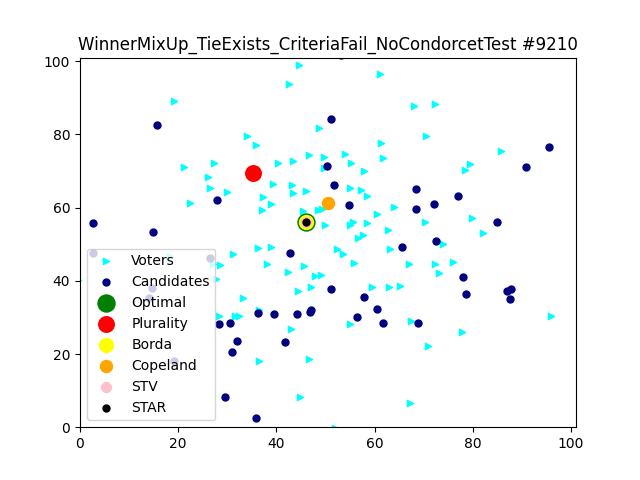 WinnerMixUp_TieExists_CriteriaFail_NoCondorcetTest #9210
100
80
60
40
20
0
Voters
Candidates
Optimal
Plurality
Borda
Copeland
STV
STAR
0 20 40 60 80 100